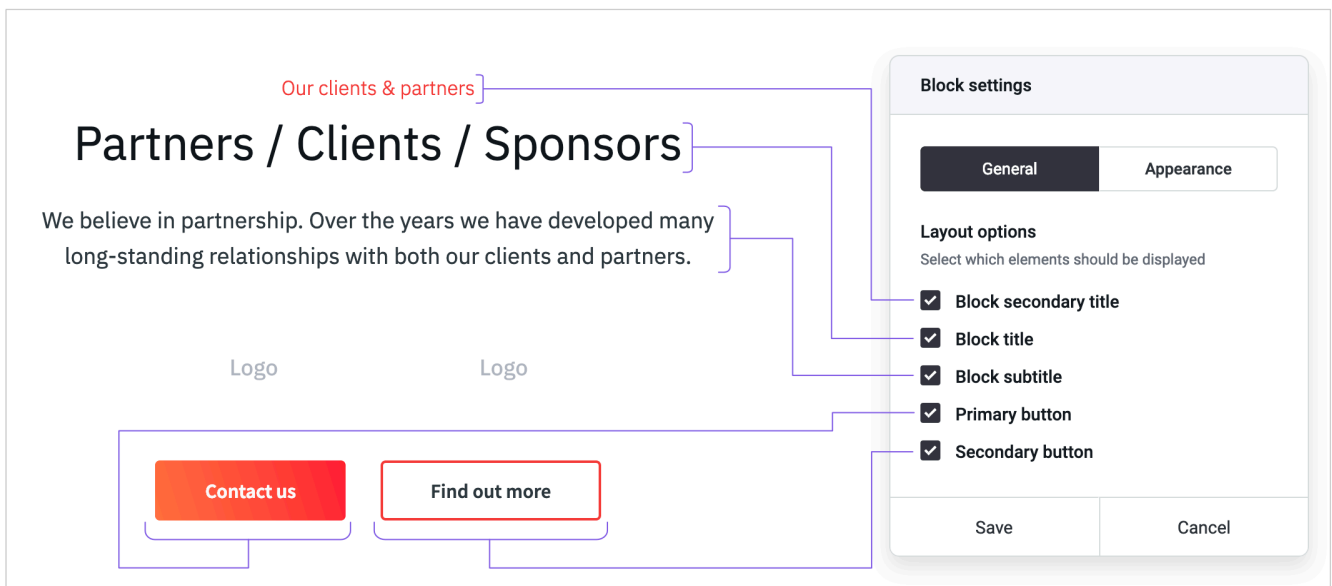 Our clients & partners
Partners / Clients / Sponsors
We believe in partnership. Over the years we have developed many
long-standing relationships with both our clients and partners.
Logo
Logo
Contact us
Find out more
Block settings
General
Appearance
Layout options
Select which elements should be displayed
Block secondary title
Block title
Block subtitle
Primary button
Secondary button
Save
Cancel